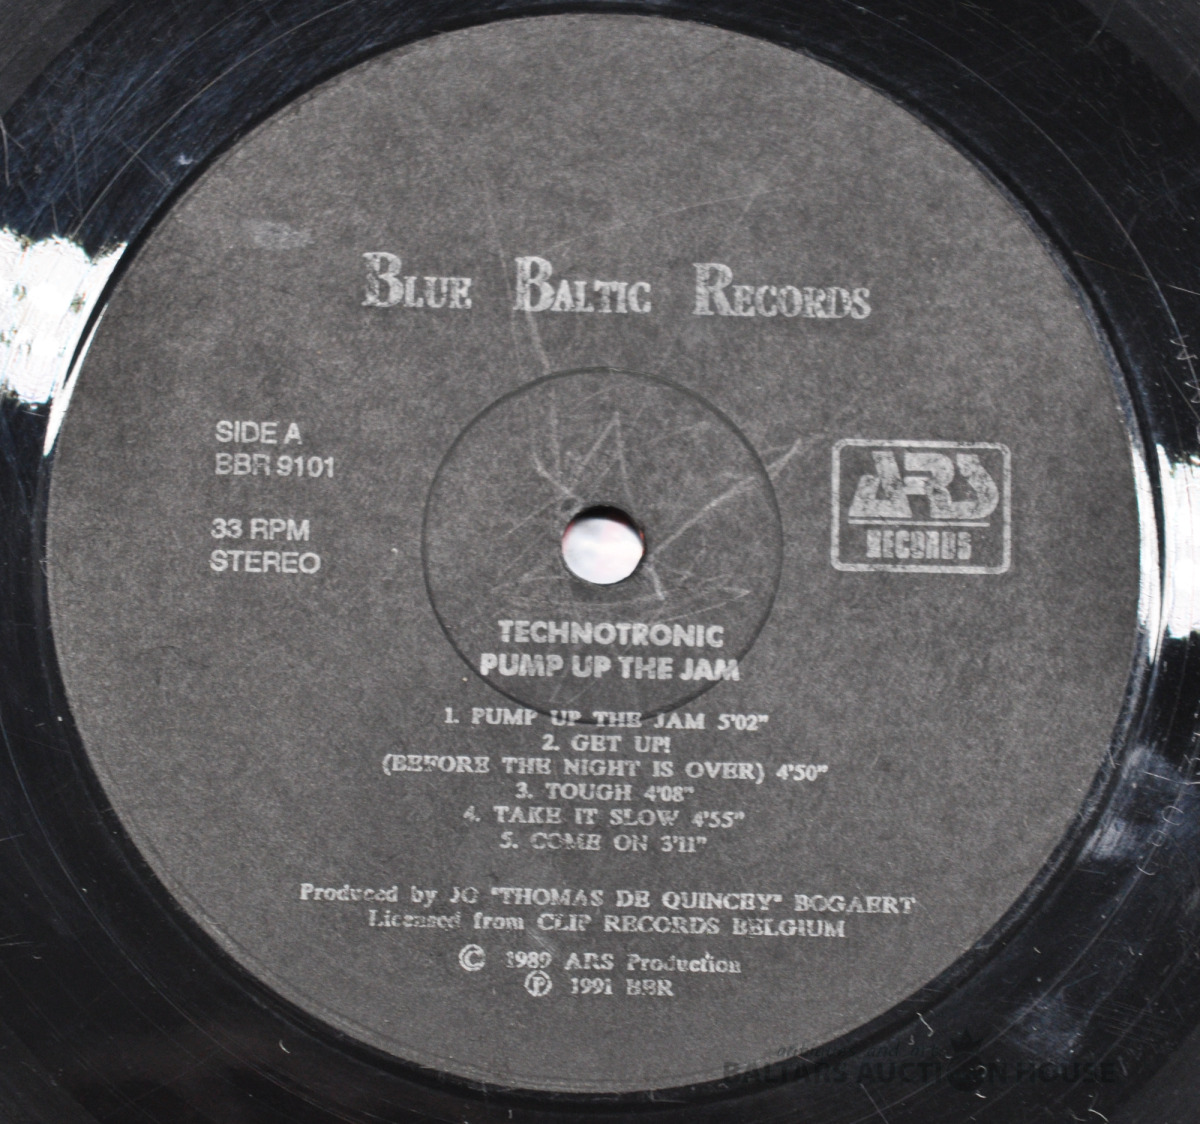 BLUE BALTIC RECORDS
SIDE A
BBR 9101
33 RPM
STEREO
ARS
RECORDS
TECHNOTRONIC
PUMP UP THE JAM
1. PUMP UP THE JAM 5'02"
2. GET UP!
(BEFORE THE NIGHT IS OVER) 4'50"
3. TOUGH 4'08"
4. TAKE IT SLOW 4'55"
5. COME ON 3'11"
Produced by JO "THOMAS DE QUINCEY" BOGAERT
Licensed from CLIP RECORDS BELGIUM
© 1989 ARS Production
℗ 1991 BBR
AUCTION HOUSE